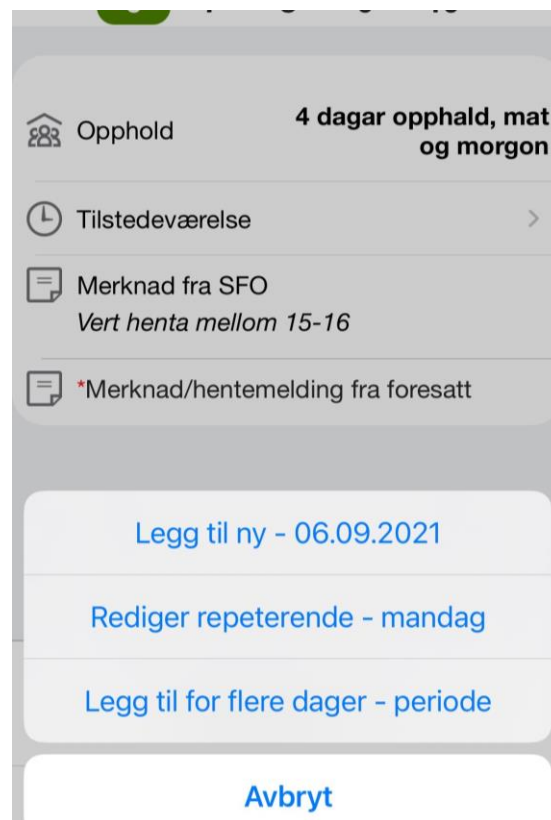 Opphold
4 dagar opphald, mat
og morgon
Tilstedeværelse
Merknad fra SFO
Vert henta mellom 15-16
*Merknad/hentemelding fra foresatt
Legg til ny - 06.09.2021
Rediger repeterende - mandag
Legg til for flere dager - periode
Avbryt